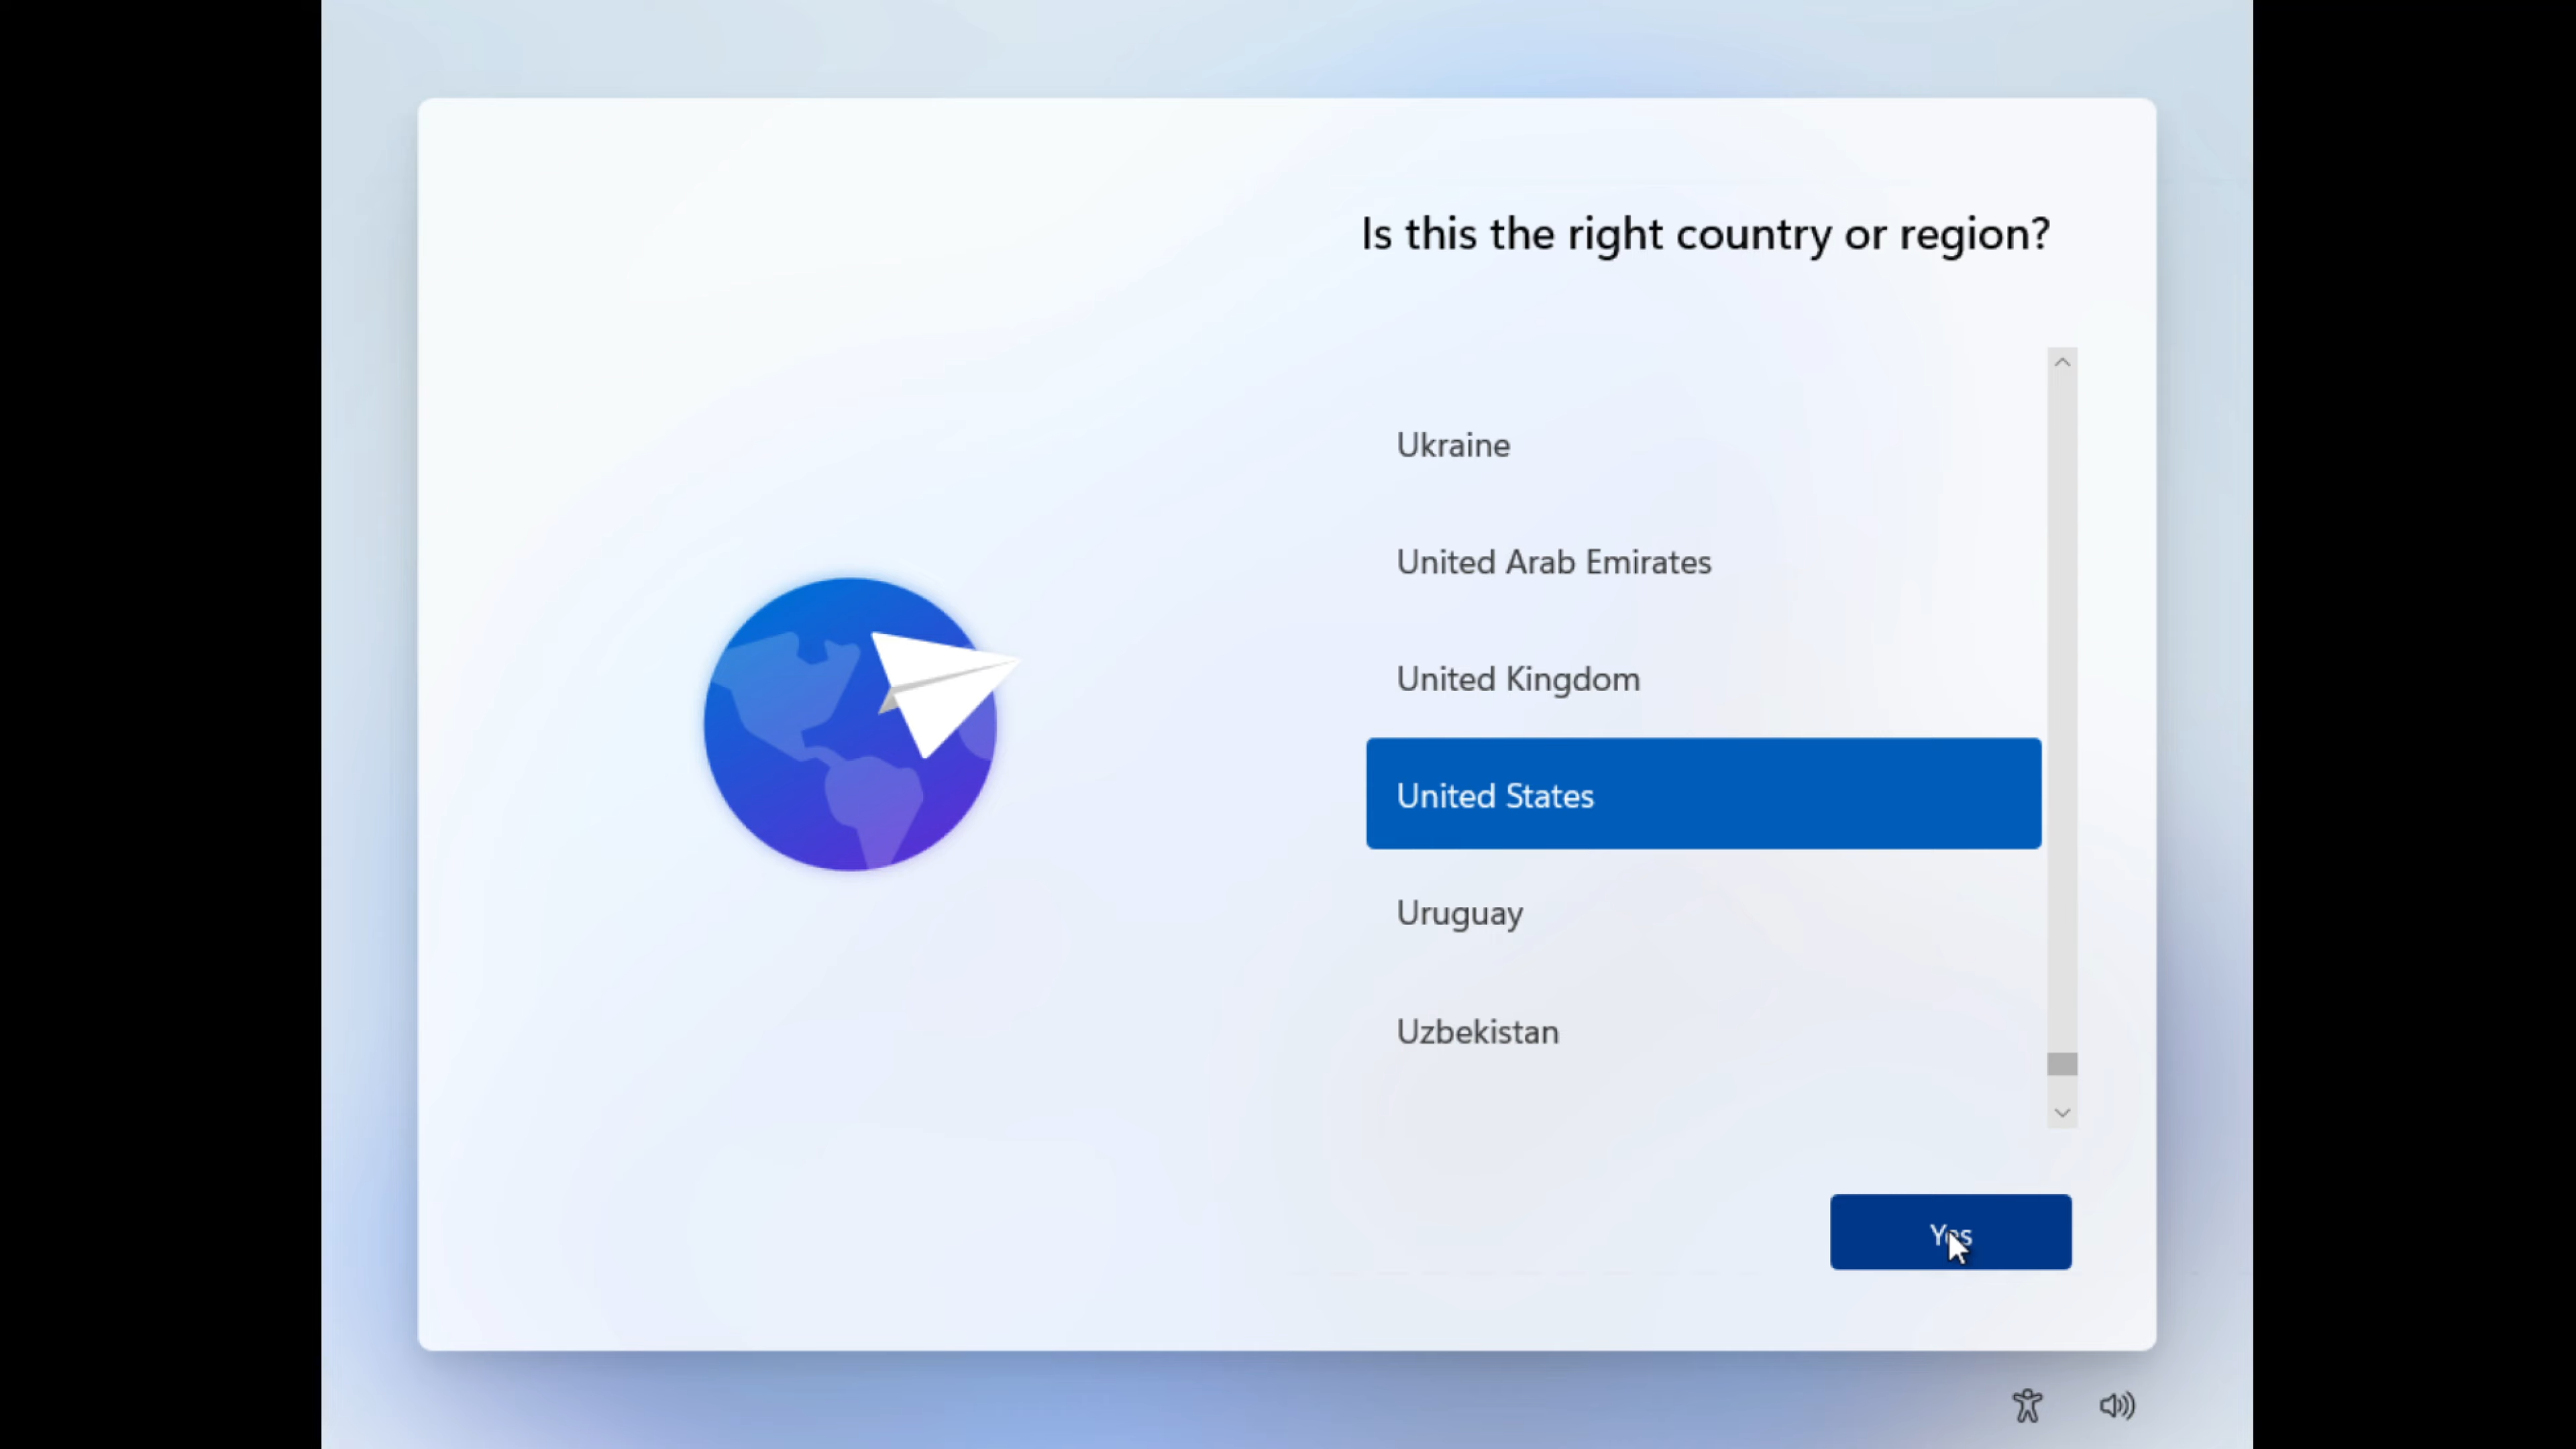 Is this the right country or region?
Ukraine
United Arab Emirates
United Kingdom
United States
Uruguay
Uzbekistan
Yes